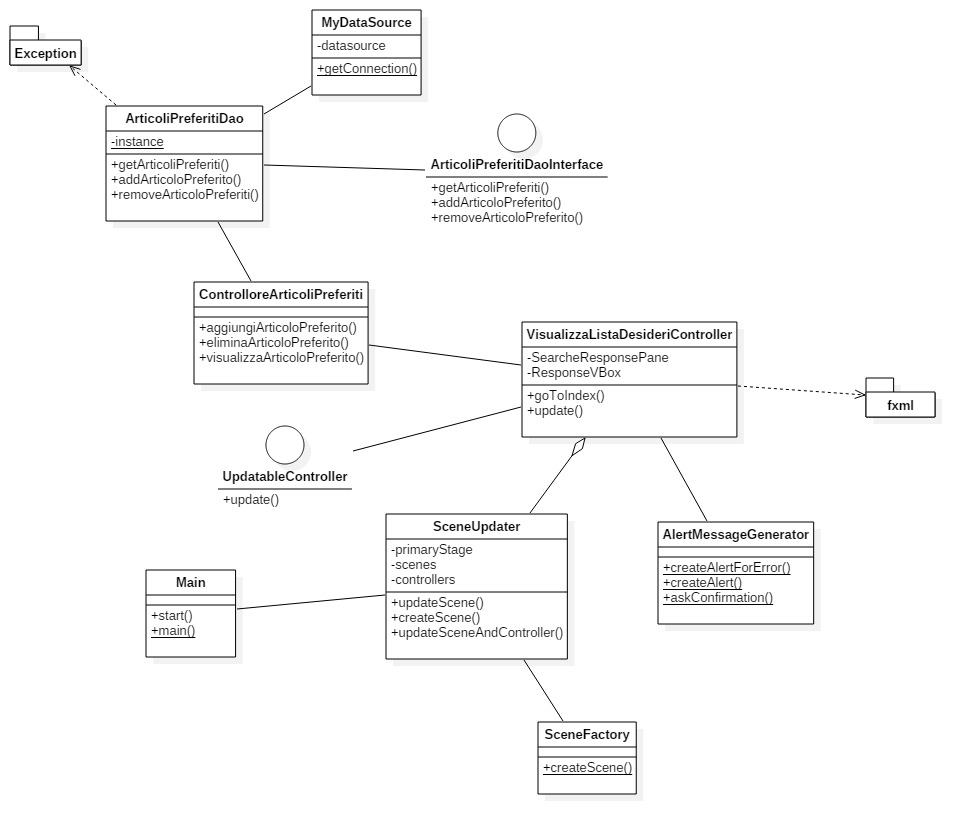 MyDataSource
-datasource
+getConnection()
Exception
ArticoliPreferitiDao
-instance
+getArticoliPreferiti()
+addArticoloPreferito()
+removeArticoloPreferiti()
ArticoliPreferitiDaoInterface
+getArticoliPreferiti()
+addArticoloPreferito()
+removeArticoloPreferito()
ControlloreArticoliPreferiti
+aggiungiArticoloPreferito()
+eliminaArticoloPreferito()
+visualizzaArticoloPreferito()
VisualizzaListaDesideriController
-SearcheResponsePane
-ResponseVBox
+goToIndex()
+update()
fxml
UpdatableController
+update()
SceneUpdater
-primaryStage
-scenes
-controllers
+updateScene()
+createScene()
+updateSceneAndController()
AlertMessageGenerator
+createAlertForError()
+createAlert()
+askConfirmation()
Main
+start()
+main()
SceneFactory
+createScene()